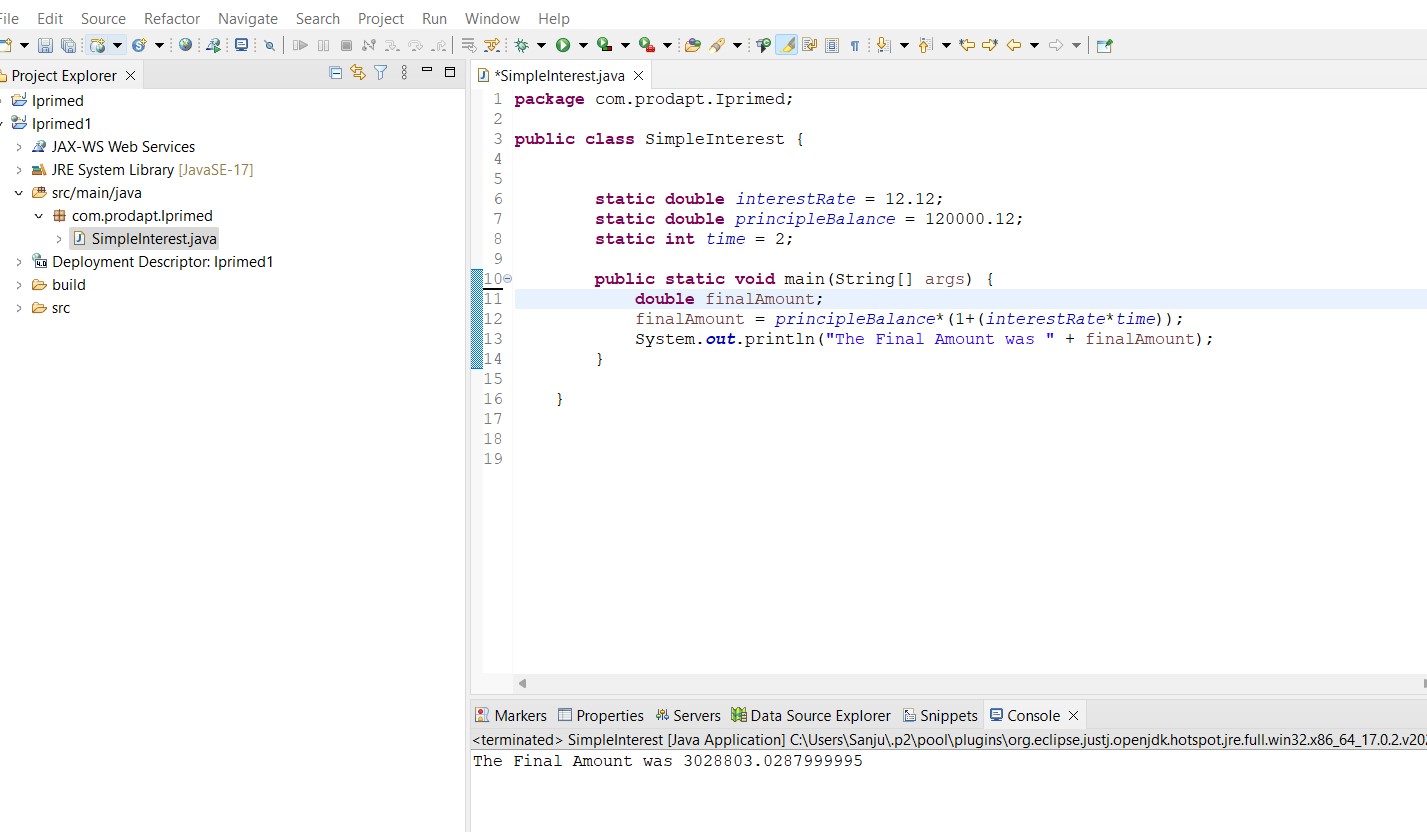 File Edit Source Refactor Navigate Search Project Run Window Help
Project Explorer
Iprimed
Iprimed1
JAX-WS Web Services
JRE System Library [JavaSE-17]
src/main/java
com.prodapt.Iprimed
SimpleInterest.java
Deployment Descriptor: Iprimed1
build
src
*SimpleInterest.java
1 package com.prodapt.Iprimed;
2
3 public class SimpleInterest {
4
5
6 static double interestRate = 12.12;
7 static double principleBalance = 120000.12;
8 static int time = 2;
9
10 public static void main(String[] args) {
11 double finalAmount;
12 finalAmount = principleBalance*(1+(interestRate*time));
13 System.out.println("The Final Amount was " + finalAmount);
14 }
15
16 }
17
18
19
Markers Properties Servers Data Source Explorer Snippets Console
<terminated> SimpleInterest [Java Application] C:\Users\Sanju\.p2\pool\plugins\org.eclipse.justj.openjdk.hotspot.jre.full.win32.x86_64_17.0.2.v20
The Final Amount was 3028803.0287999995